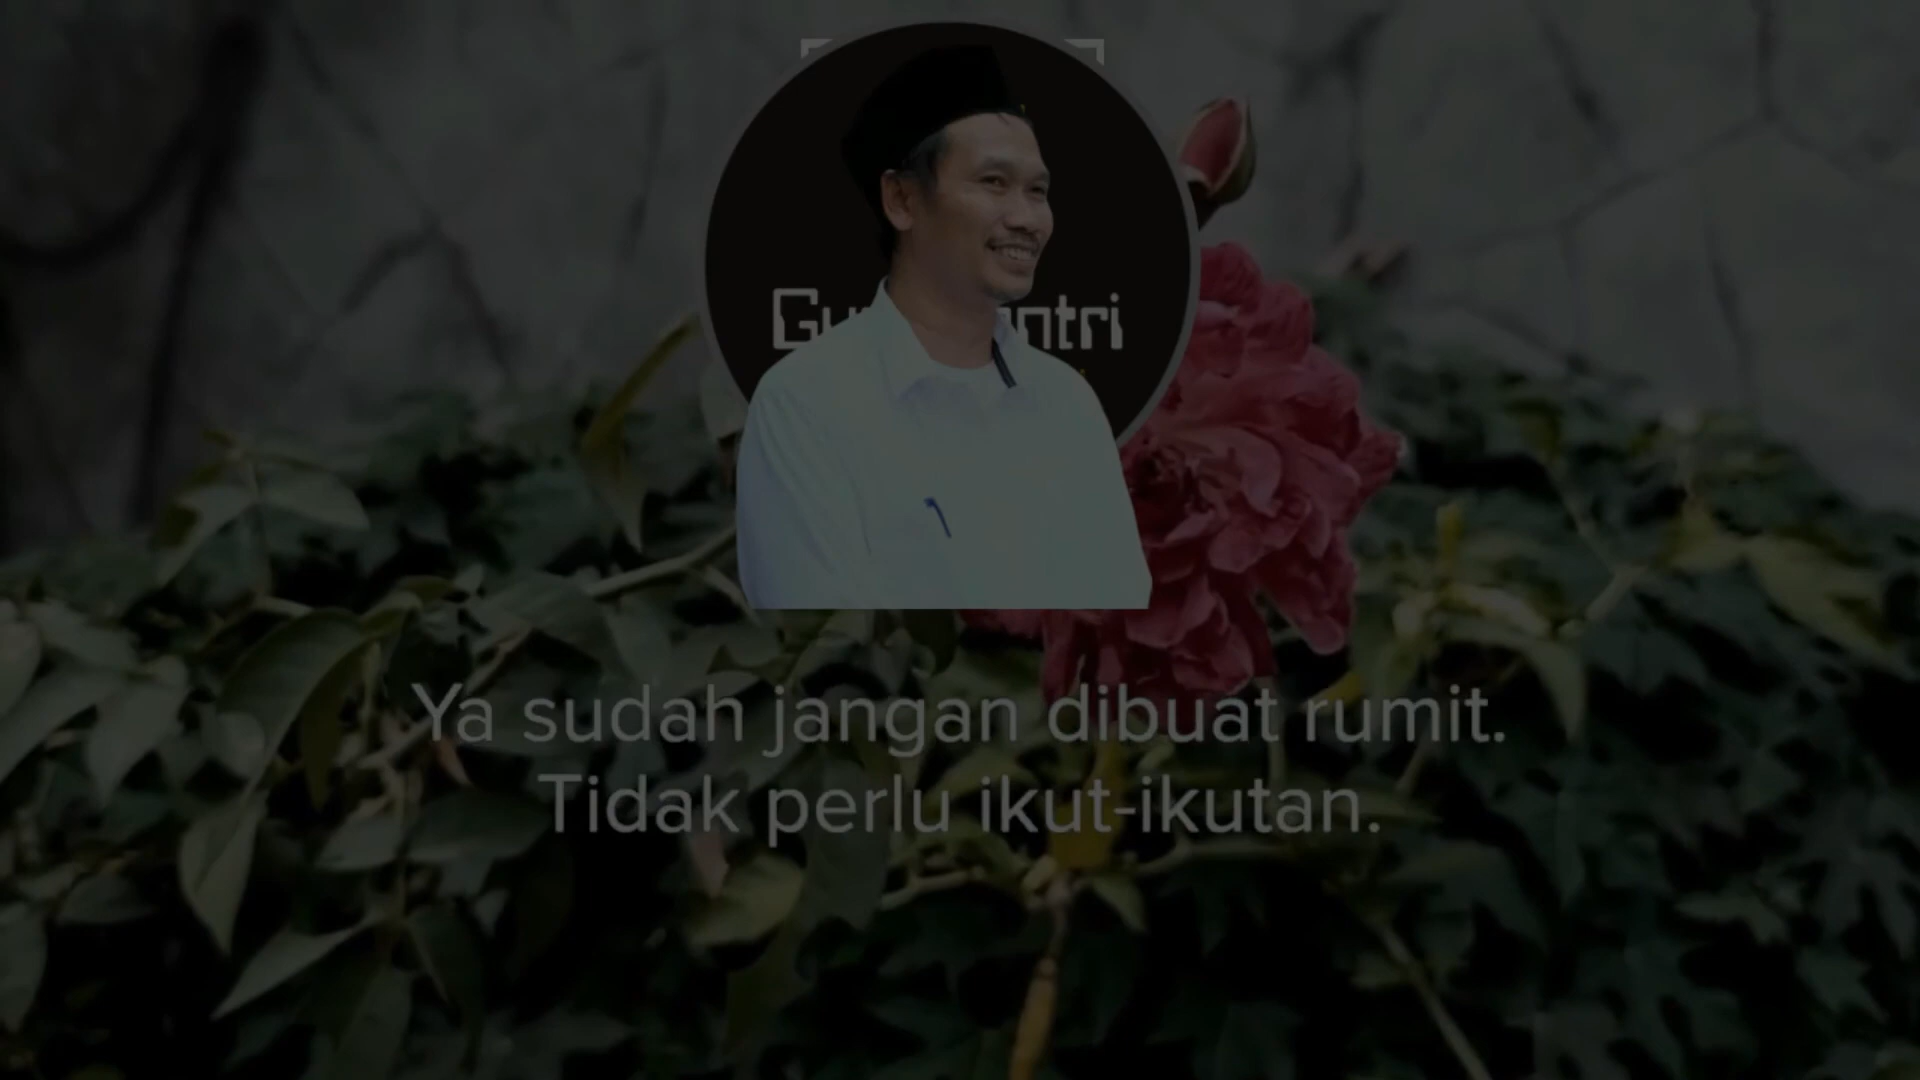 Ya sudah jangan dibuat rumit.
Tidak perlu ikut-ikutan.